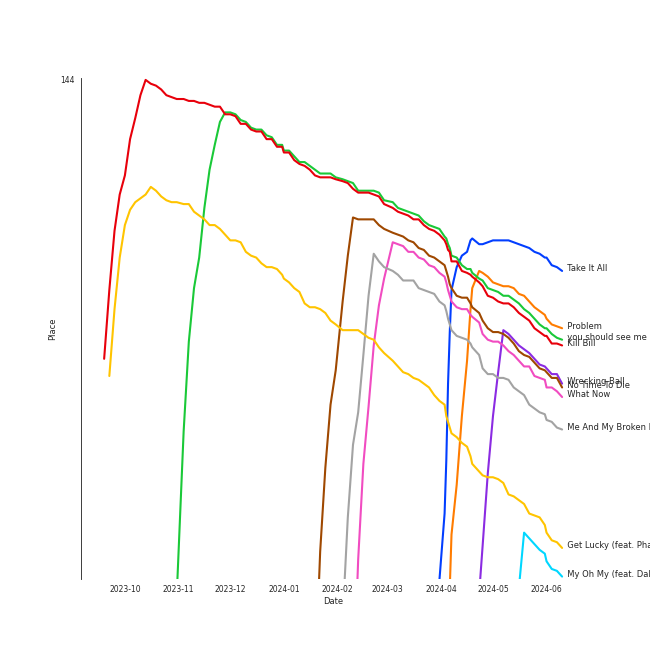 144
Place
Take It All
Problem
you should see me
Kill Bill
Wrecking Ball
No Time To Die
What Now
Me And My Broken
Get Lucky (feat. Pha
My Oh My (feat. Da
2023-10 2023-11 2023-12 2024-01 2024-02 2024-03 2024-04 2024-05 2024-06
Date